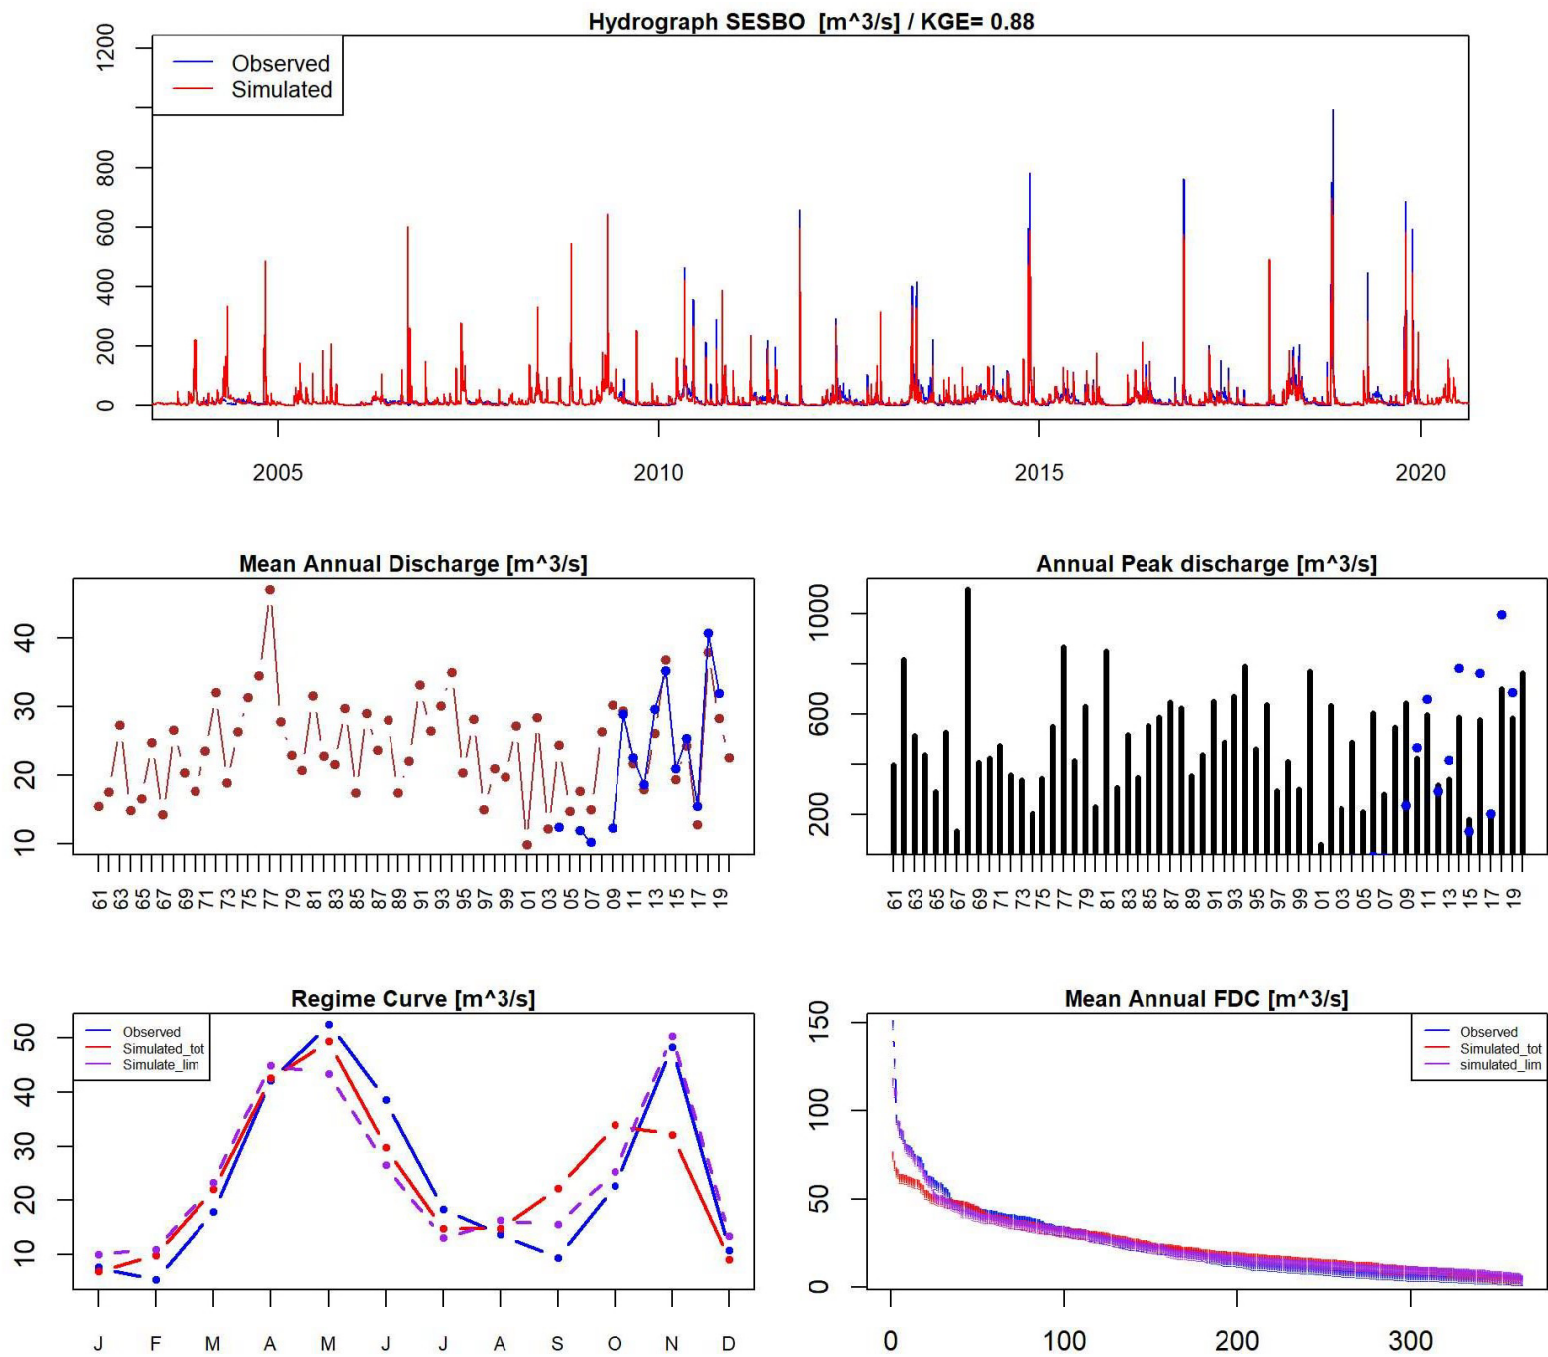 Hydrograph SESBO [m^3/s] / KGE= 0.88
Observed
Simulated
1200
800
600
400
200
0
2005 2010 2015 2020
Mean Annual Discharge [m^3/s]
40
30
20
10
61 63 65 67 69 71 73 75 77 79 81 83 85 87 89 91 93 95 97 99 01 03 05 07 09 11 13 15 17 19
Annual Peak discharge [m^3/s]
1000
600
200
61 63 65 67 69 71 73 75 77 79 81 83 85 87 89 91 93 95 97 99 01 03 05 07 09 11 13 15 17 19
Regime Curve [m^3/s]
Observed
Simulated_tot
Simulate_lim
50
40
30
20
10
J F M A M J J A S O N D
Mean Annual FDC [m^3/s]
Observed
Simulated_tot
simulated_lim
150
100
50
0
0 100 200 300